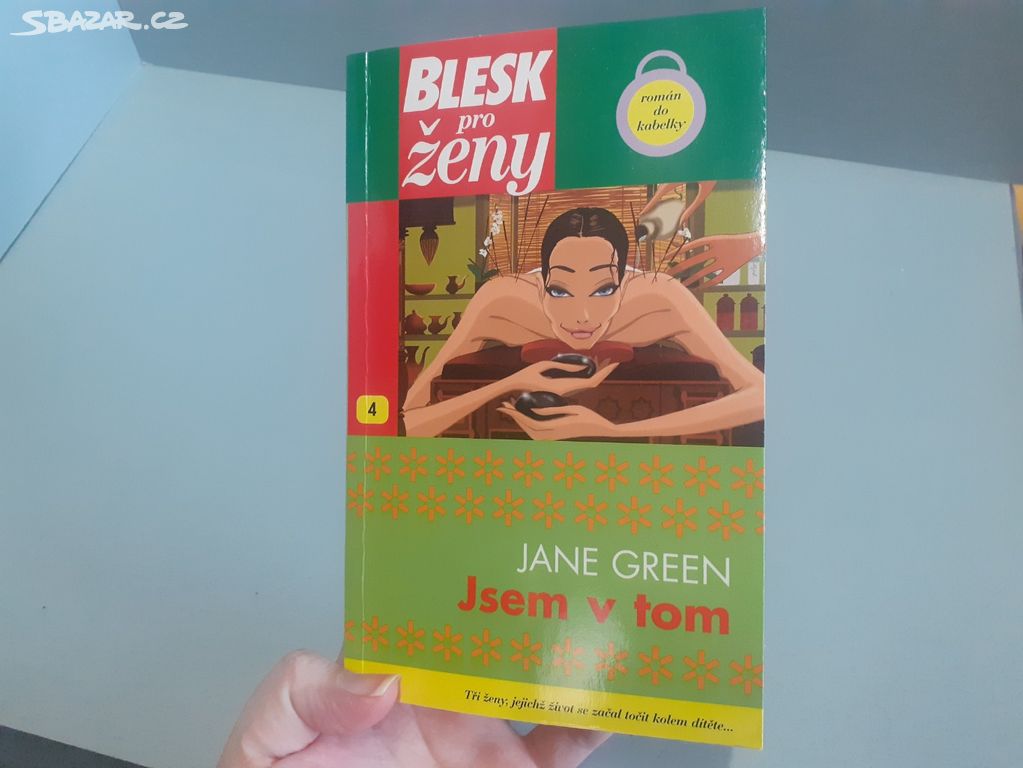 SBAZAR.CZ
BLESK
pro
ženy
román
do
kabelky
4
JANE GREEN
Jsem v tom
Tři ženy, jejichž život se začal točit kolem dítěte...